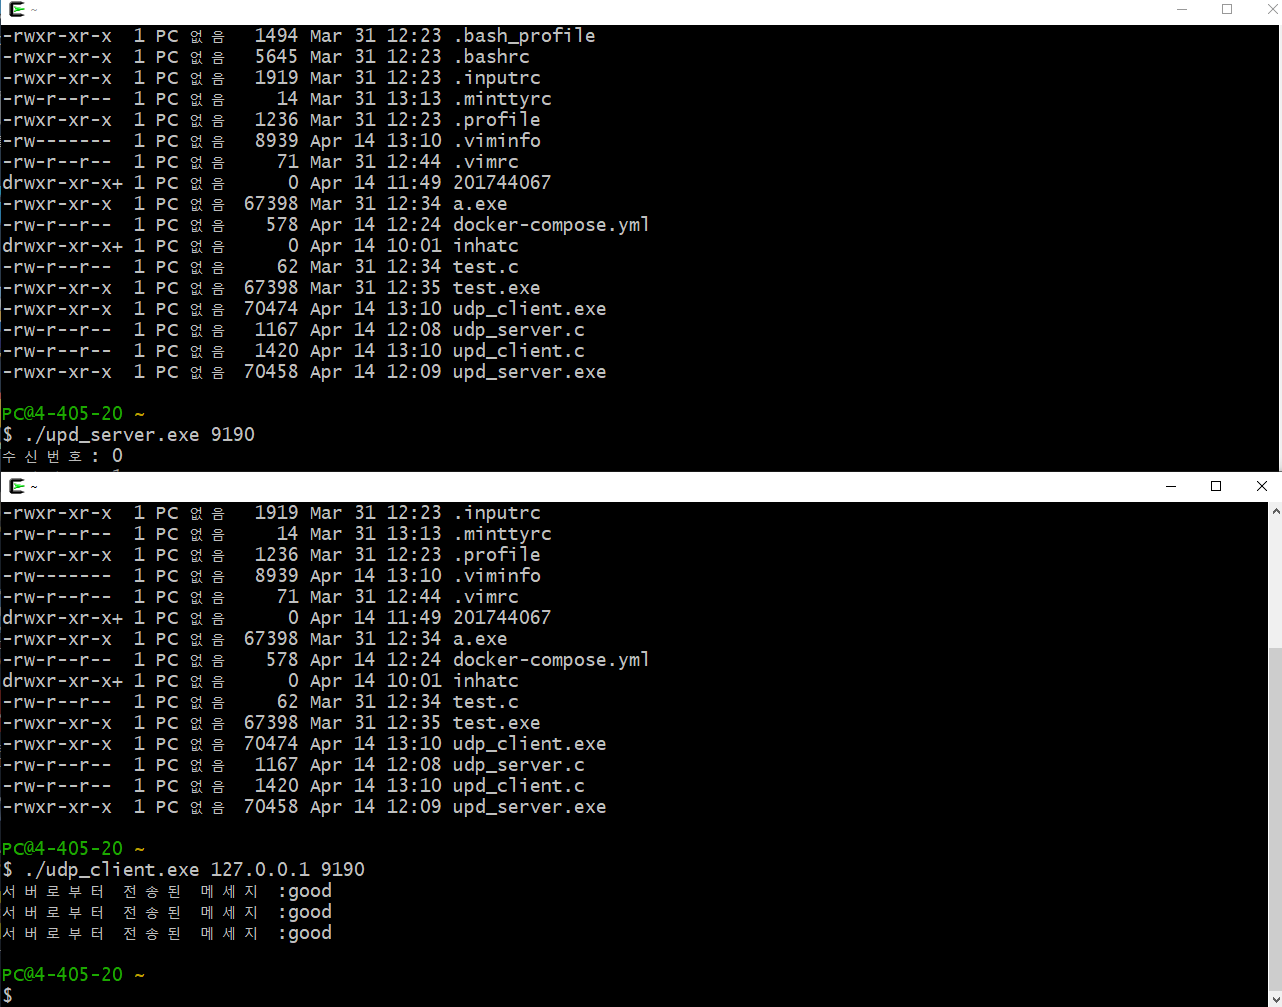 ~
-rwxr-xr-x 1 PC 없음 1494 Mar 31 12:23 .bash_profile
-rwxr-xr-x 1 PC 없음 5645 Mar 31 12:23 .bashrc
-rwxr-xr-x 1 PC 없음 1919 Mar 31 12:23 .inputrc
-rw-r--r-- 1 PC 없음 14 Mar 31 13:13 .minttyrc
-rwxr-xr-x 1 PC 없음 1236 Mar 31 12:23 .profile
-rw------- 1 PC 없음 8939 Apr 14 13:10 .viminfo
-rw-r--r-- 1 PC 없음 71 Mar 31 12:44 .vimrc
drwxr-xr-x+ 1 PC 없음 0 Apr 14 11:49 201744067
-rwxr-xr-x 1 PC 없음 67398 Mar 31 12:34 a.exe
-rw-r--r-- 1 PC 없음 578 Apr 14 12:24 docker-compose.yml
drwxr-xr-x+ 1 PC 없음 0 Apr 14 10:01 inhatc
-rw-r--r-- 1 PC 없음 62 Mar 31 12:34 test.c
-rwxr-xr-x 1 PC 없음 67398 Mar 31 12:35 test.exe
-rwxr-xr-x 1 PC 없음 70474 Apr 14 13:10 udp_client.exe
-rw-r--r-- 1 PC 없음 1167 Apr 14 12:08 udp_server.c
-rw-r--r-- 1 PC 없음 1420 Apr 14 13:10 upd_client.c
-rwxr-xr-x 1 PC 없음 70458 Apr 14 12:09 upd_server.exe
PC@4-405-20 ~
$ ./upd_server.exe 9190
수신번호: 0
~
-rwxr-xr-x 1 PC 없음 1919 Mar 31 12:23 .inputrc
-rw-r--r-- 1 PC 없음 14 Mar 31 13:13 .minttyrc
-rwxr-xr-x 1 PC 없음 1236 Mar 31 12:23 .profile
-rw------- 1 PC 없음 8939 Apr 14 13:10 .viminfo
-rw-r--r-- 1 PC 없음 71 Mar 31 12:44 .vimrc
drwxr-xr-x+ 1 PC 없음 0 Apr 14 11:49 201744067
-rwxr-xr-x 1 PC 없음 67398 Mar 31 12:34 a.exe
-rw-r--r-- 1 PC 없음 578 Apr 14 12:24 docker-compose.yml
drwxr-xr-x+ 1 PC 없음 0 Apr 14 10:01 inhatc
-rw-r--r-- 1 PC 없음 62 Mar 31 12:34 test.c
-rwxr-xr-x 1 PC 없음 67398 Mar 31 12:35 test.exe
-rwxr-xr-x 1 PC 없음 70474 Apr 14 13:10 udp_client.exe
-rw-r--r-- 1 PC 없음 1167 Apr 14 12:08 udp_server.c
-rw-r--r-- 1 PC 없음 1420 Apr 14 13:10 upd_client.c
-rwxr-xr-x 1 PC 없음 70458 Apr 14 12:09 upd_server.exe
PC@4-405-20 ~
$ ./udp_client.exe 127.0.0.1 9190
서버로부터 전송된 메세지 :good
서버로부터 전송된 메세지 :good
서버로부터 전송된 메세지 :good
PC@4-405-20 ~
$